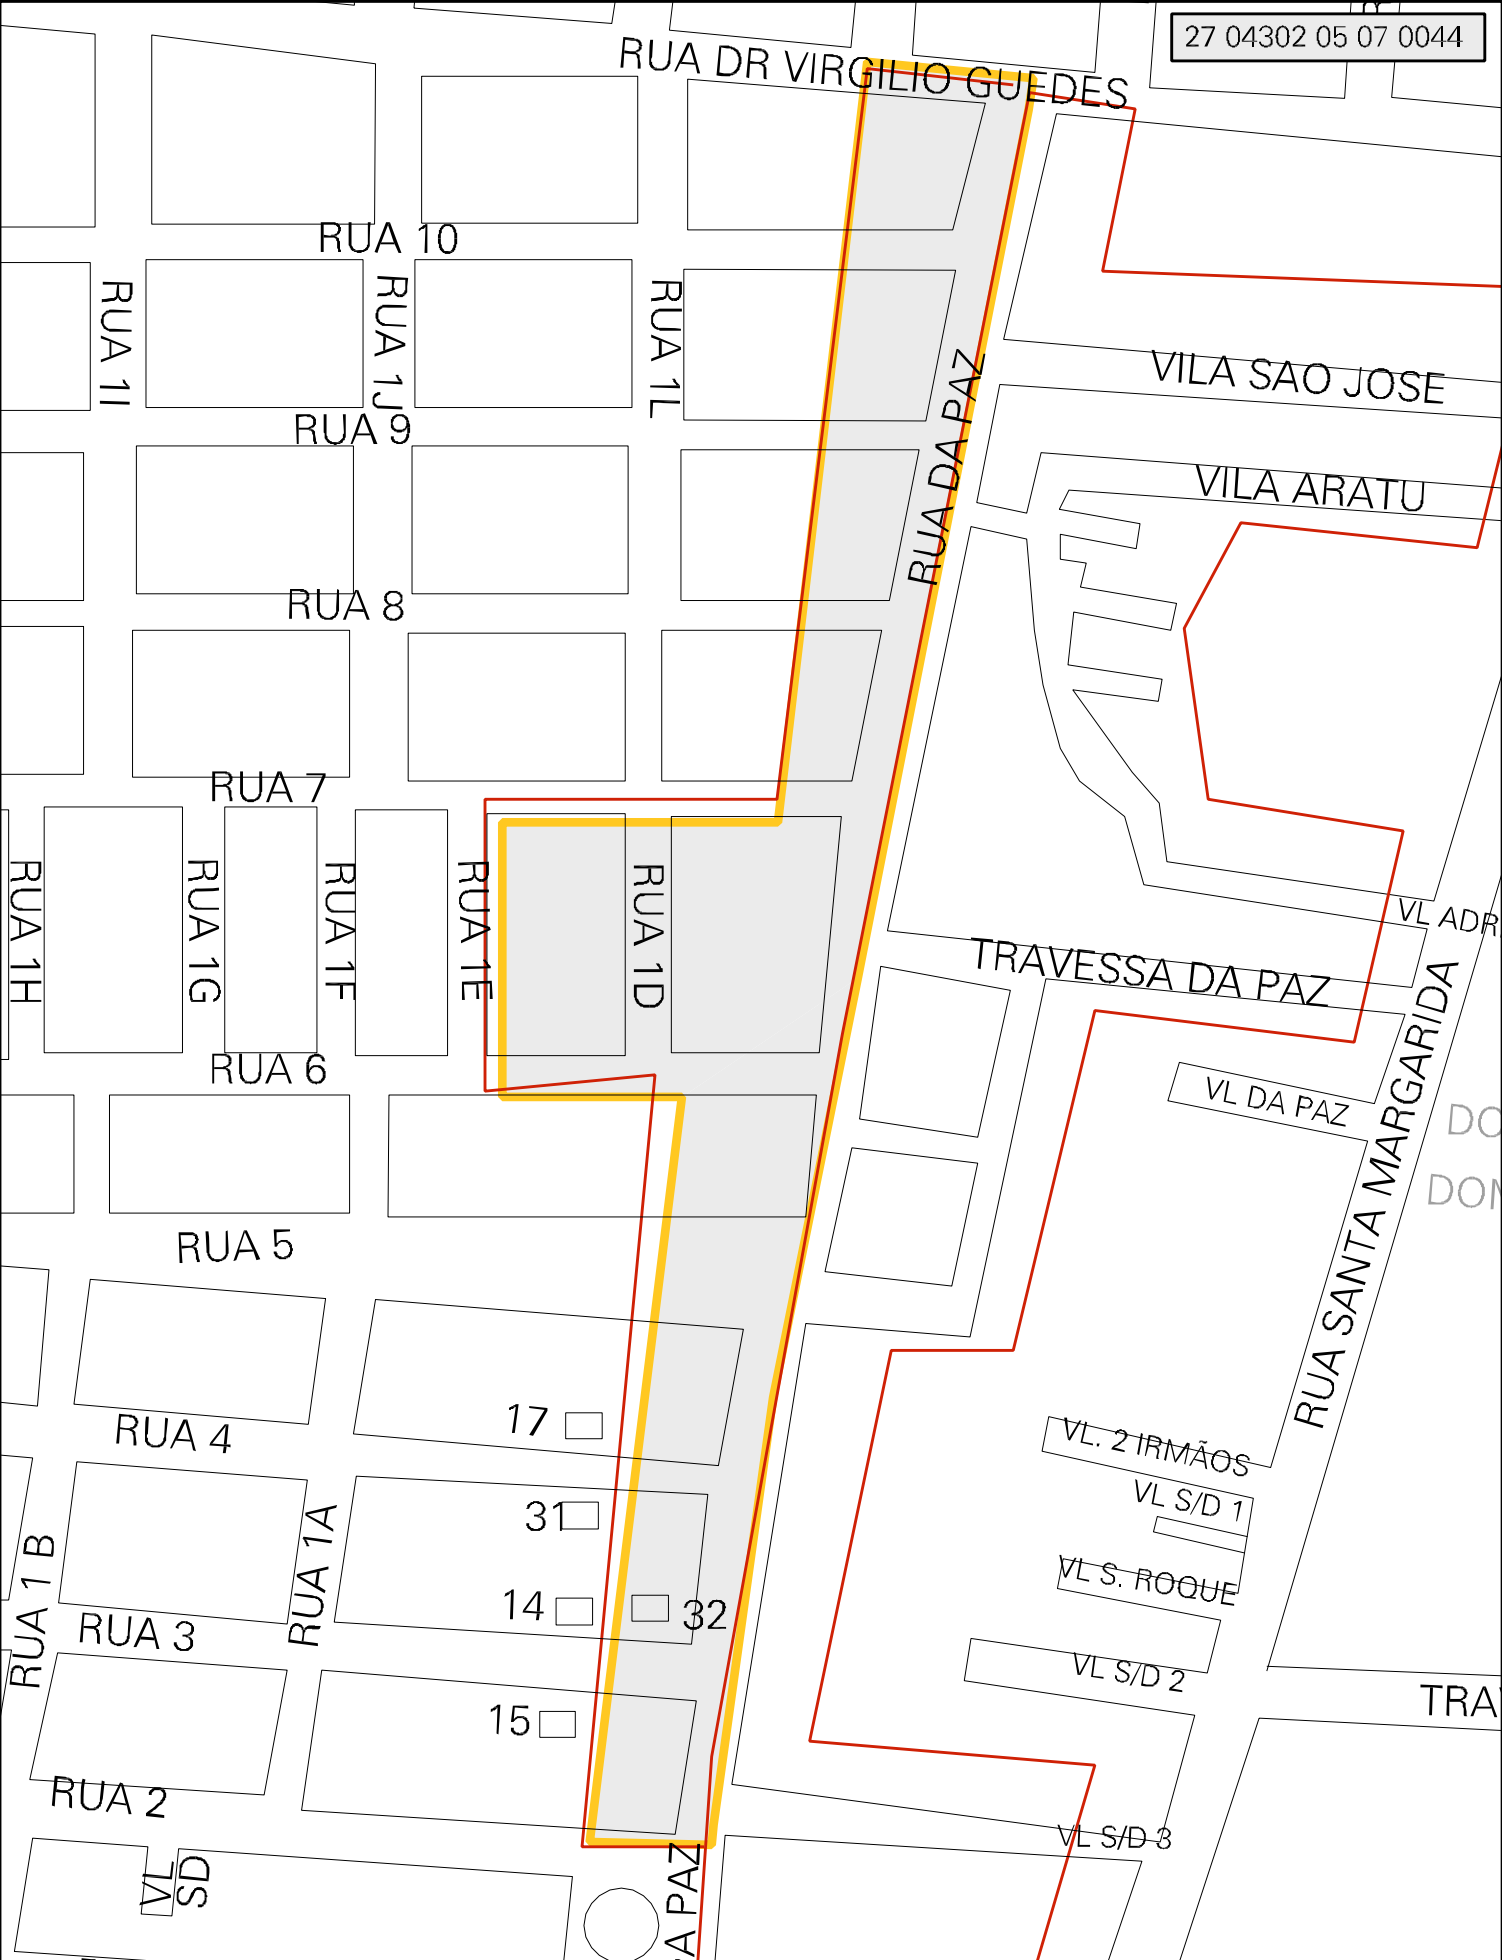 27 04302 05 07 0044
RUA DR VIRGILIO GUEDES
RUA 10
RUA 1I
RUA 1J
RUA 1L
RUA DA PAZ
VILA SAO JOSE
RUA 9
VILA ARATU
RUA 8
RUA 7
RUA 1H
RUA 1G
RUA 1F
RUA 1E
RUA 1D
VL ADR
TRAVESSA DA PAZ
RUA SANTA MARGARIDA
RUA 6
VL DA PAZ
DO
DOM
RUA 5
RUA 4
17
VL. 2 IRMÃOS
VL S/D 1
31
RUA 1A
RUA 1 B
VL S. ROQUE
14
32
RUA 3
VL S/D 2
15
TRAV
RUA 2
VL S/D 3
VL
SD
A PAZ